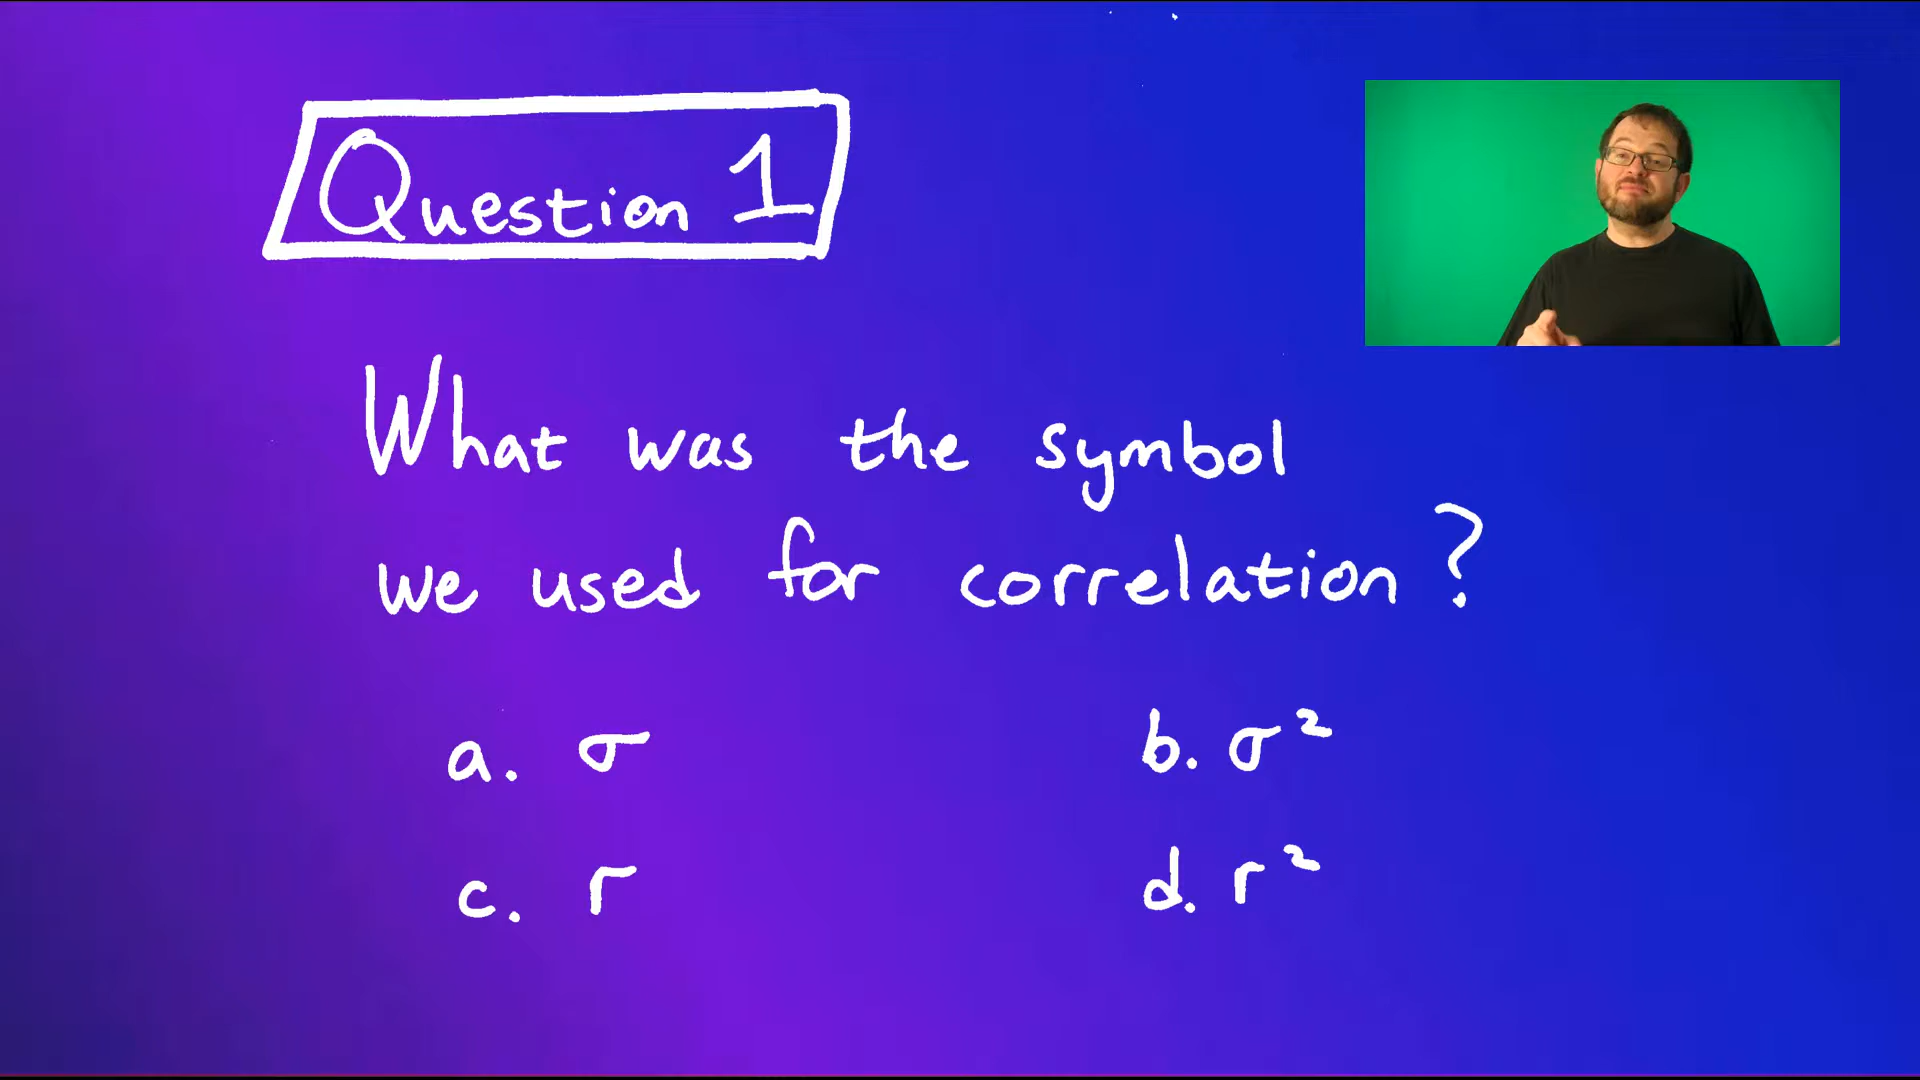 Question 1
What was the symbol
we used for correlation?
a. σ
b. σ²
c. r
d. r²